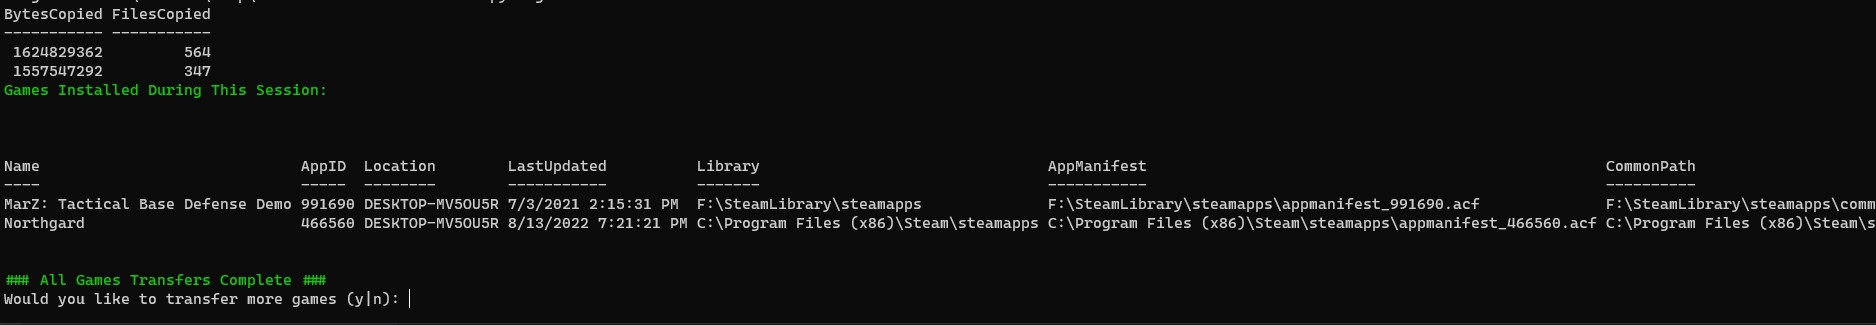 BytesCopied FilesCopied
----------- -----------
1624829362 564
1557547292 347
Games Installed During This Session:
Name AppID Location LastUpdated Library AppManifest CommonPath
---- ----- -------- ----------- ------- ----------- ----------
MarZ: Tactical Base Defense Demo 991690 DESKTOP-MV5OU5R 7/3/2021 2:15:31 PM F:\SteamLibrary\steamapps F:\SteamLibrary\steamapps\appmanifest_991690.acf F:\SteamLibrary\steamapps\comm
Northgard 466560 DESKTOP-MV5OU5R 8/13/2022 7:21:21 PM C:\Program Files (x86)\Steam\steamapps C:\Program Files (x86)\Steam\steamapps\appmanifest_466560.acf C:\Program Files (x86)\Steam\s
### All Games Transfers Complete ###
Would you like to transfer more games (y|n):